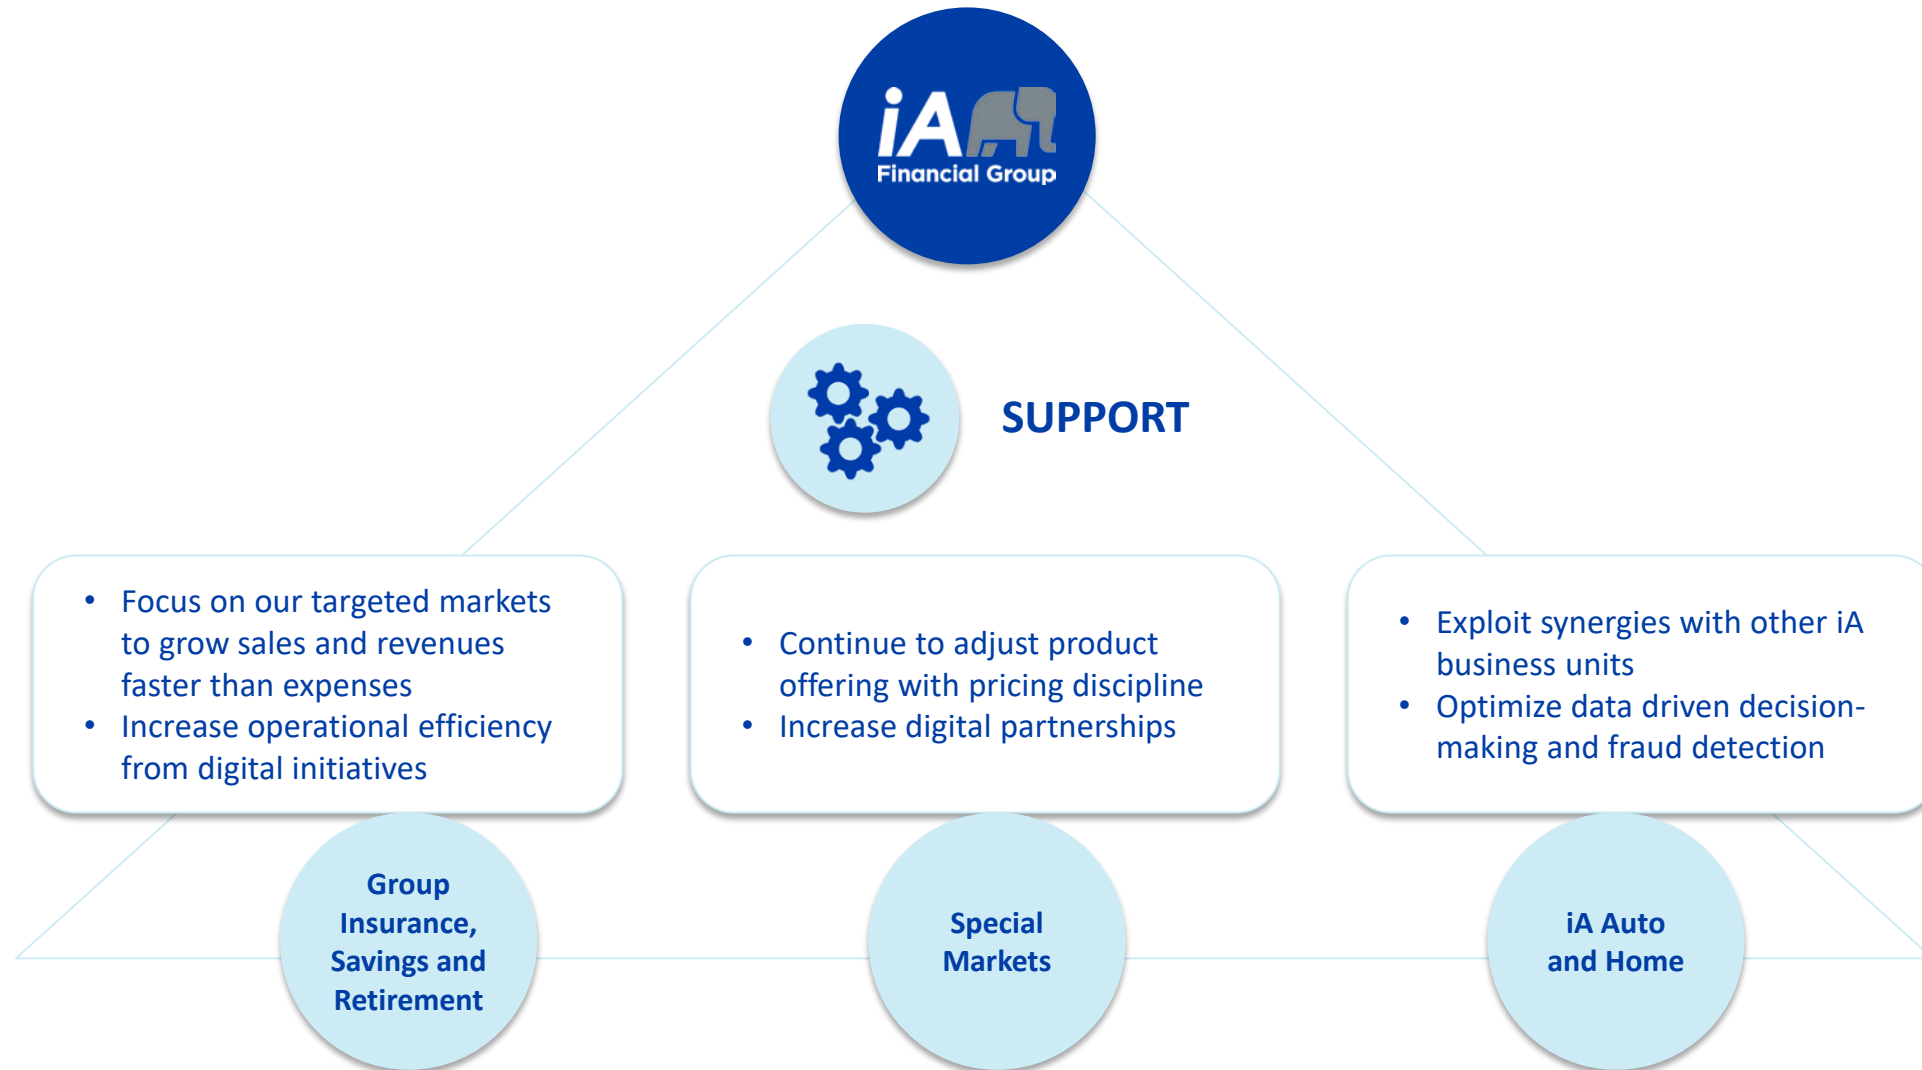 iA
Financial Group
SUPPORT
• Focus on our targeted markets
to grow sales and revenues
faster than expenses
• Increase operational efficiency
from digital initiatives
• Continue to adjust product
offering with pricing discipline
• Increase digital partnerships
• Exploit synergies with other iA
business units
• Optimize data driven decision-
making and fraud detection
Group
Insurance,
Savings and
Retirement
Special
Markets
iA Auto
and Home